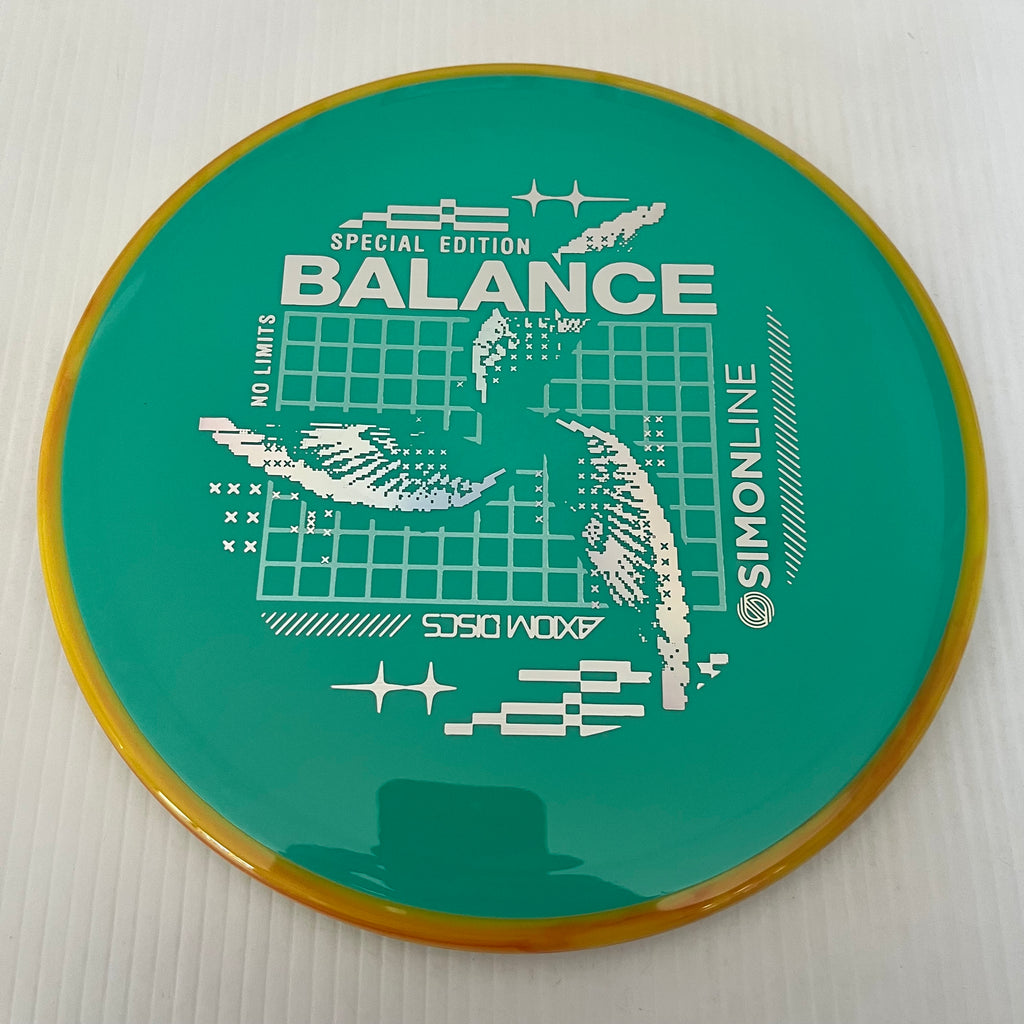 SPECIAL EDITION
BALANCE
NO LIMITS
SIMONLINE
AXIOM DISCS